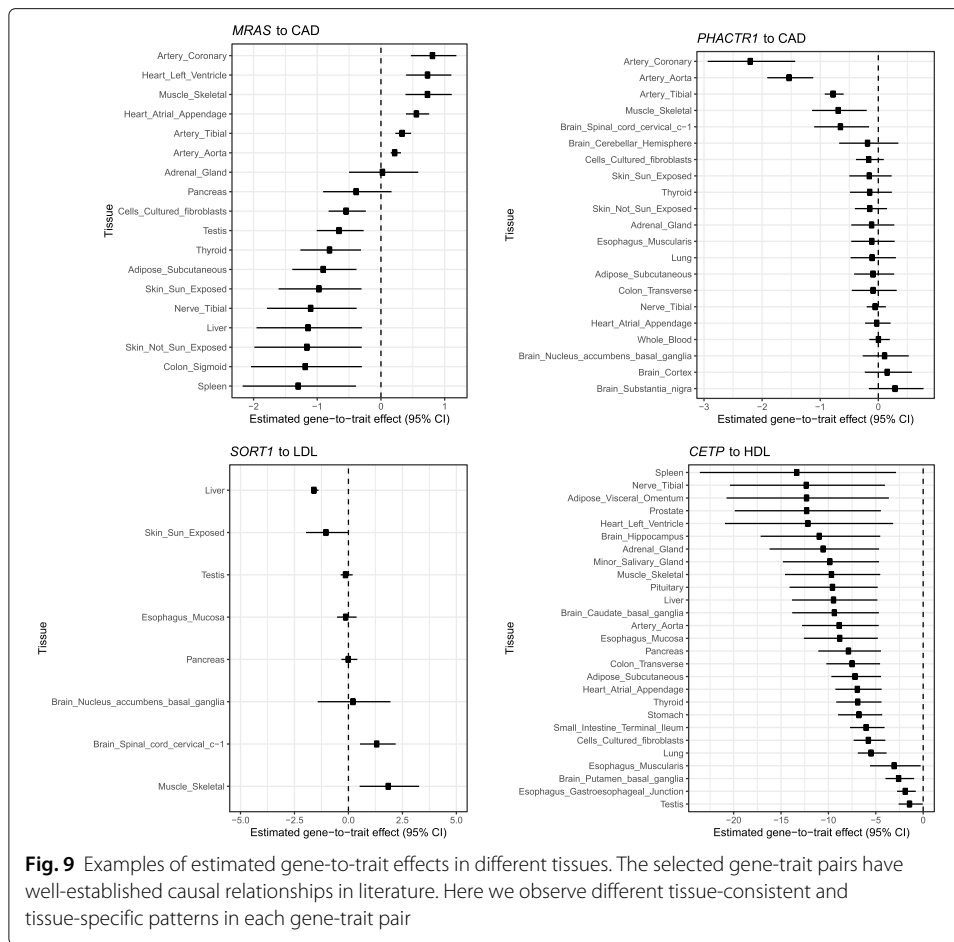 MRAS to CAD
Tissue
Artery_Coronary
Heart_Left_Ventricle
Muscle_Skeletal
Heart_Atrial_Appendage
Artery_Tibial
Artery_Aorta
Adrenal_Gland
Pancreas
Cells_Cultured_fibroblasts
Testis
Thyroid
Adipose_Subcutaneous
Skin_Sun_Exposed
Nerve_Tibial
Liver
Skin_Not_Sun_Exposed
Colon_Sigmoid
Spleen
−2 −1 0 1
Estimated gene-to-trait effect (95% CI)
PHACTR1 to CAD
Tissue
Artery_Coronary
Artery_Aorta
Artery_Tibial
Muscle_Skeletal
Brain_Spinal_cord_cervical_c−1
Brain_Cerebellar_Hemisphere
Cells_Cultured_fibroblasts
Skin_Sun_Exposed
Thyroid
Skin_Not_Sun_Exposed
Adrenal_Gland
Esophagus_Muscularis
Lung
Adipose_Subcutaneous
Colon_Transverse
Nerve_Tibial
Heart_Atrial_Appendage
Whole_Blood
Brain_Nucleus_accumbens_basal_ganglia
Brain_Cortex
Brain_Substantia_nigra
−3 −2 −1 0
Estimated gene-to-trait effect (95% CI)
SORT1 to LDL
Tissue
Liver
Skin_Sun_Exposed
Testis
Esophagus_Mucosa
Pancreas
Brain_Nucleus_accumbens_basal_ganglia
Brain_Spinal_cord_cervical_c−1
Muscle_Skeletal
−5.0 −2.5 0.0 2.5 5.0
Estimated gene-to-trait effect (95% CI)
CETP to HDL
Tissue
Spleen
Nerve_Tibial
Adipose_Visceral_Omentum
Prostate
Heart_Left_Ventricle
Brain_Hippocampus
Adrenal_Gland
Minor_Salivary_Gland
Muscle_Skeletal
Pituitary
Liver
Brain_Caudate_basal_ganglia
Artery_Aorta
Esophagus_Mucosa
Pancreas
Colon_Transverse
Adipose_Subcutaneous
Heart_Atrial_Appendage
Thyroid
Stomach
Small_Intestine_Terminal_Ileum
Cells_Cultured_fibroblasts
Lung
Esophagus_Muscularis
Brain_Putamen_basal_ganglia
Esophagus_Gastroesophageal_Junction
Testis
−20 −15 −10 −5 0
Estimated gene-to-trait effect (95% CI)
Fig. 9 Examples of estimated gene-to-trait effects in different tissues. The selected gene-trait pairs have
well-established causal relationships in literature. Here we observe different tissue-consistent and
tissue-specific patterns in each gene-trait pair